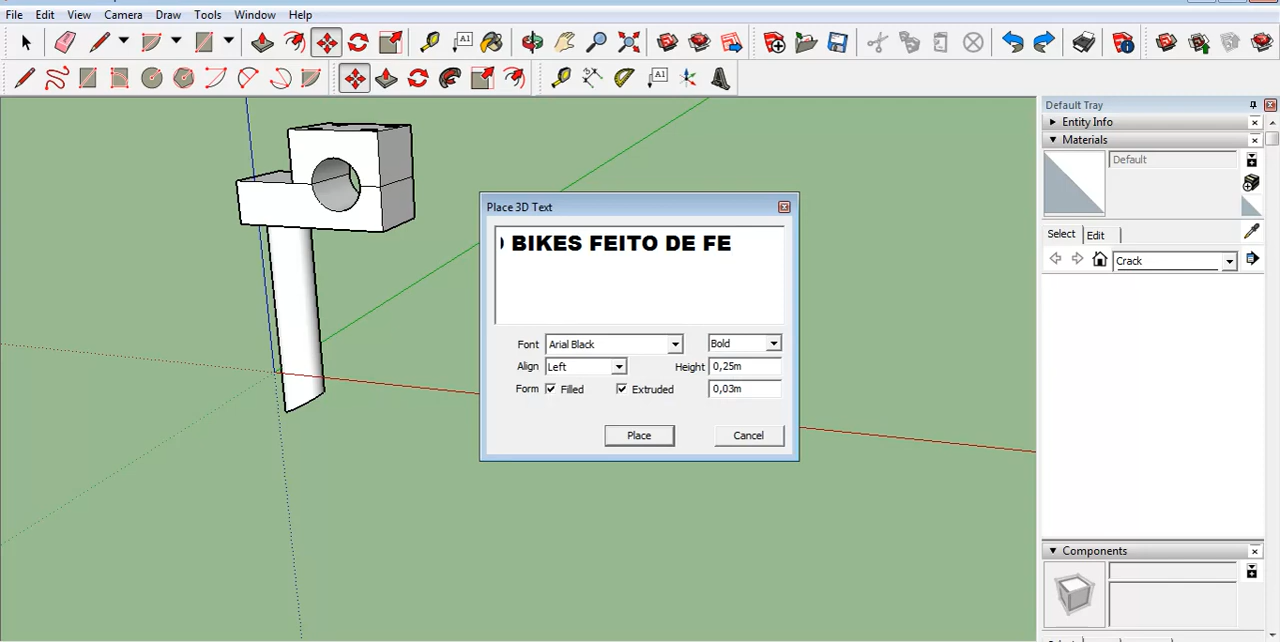 File Edit View Camera Draw Tools Window Help
A1
A1
Default Tray
Entity Info
Materials
Default
Select Edit
Crack
Components
Place 3D Text
BIKES FEITO DE FE
Font Arial Black Bold
Align Left Height 0,25m
Form Filled Extruded 0,03m
Place Cancel